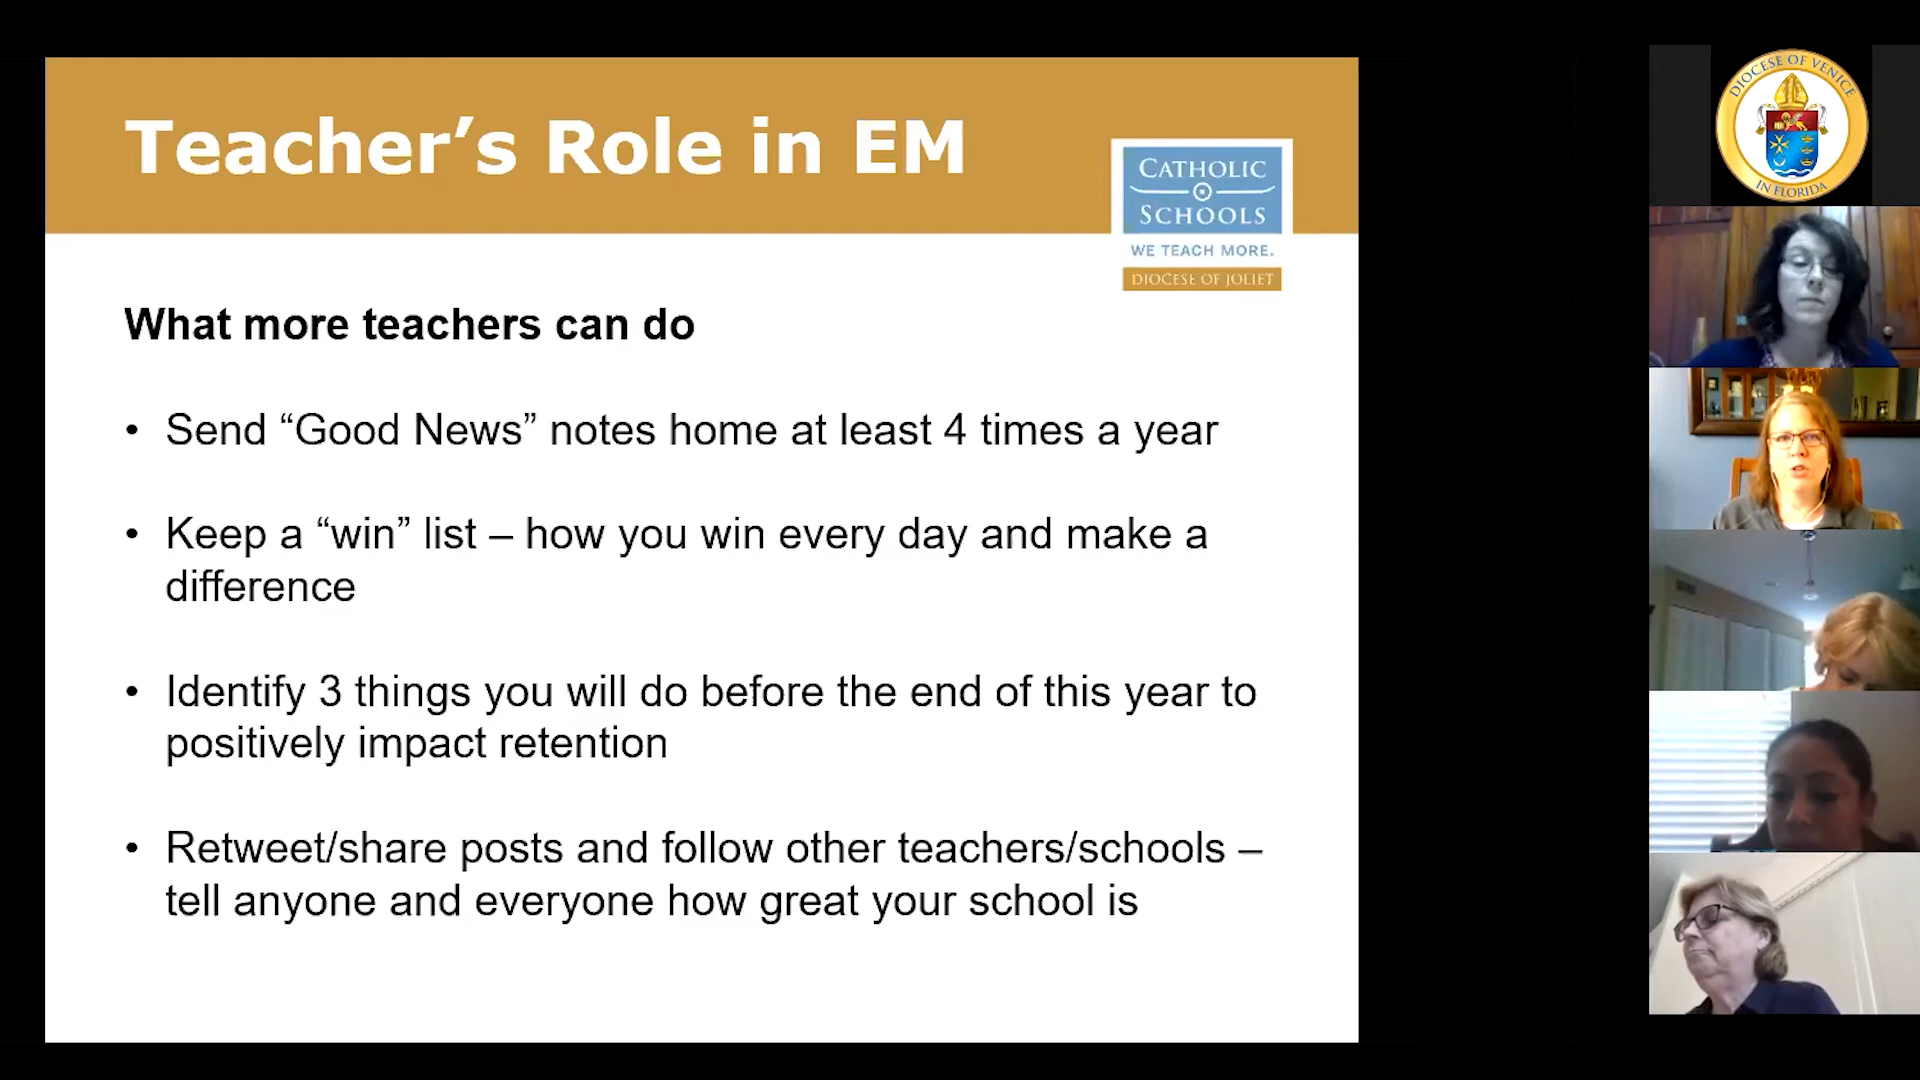 Teacher’s Role in EM
CATHOLIC
SCHOOLS
WE TEACH MORE.
DIOCESE OF JOLIET
What more teachers can do
• Send “Good News” notes home at least 4 times a year
• Keep a “win” list – how you win every day and make a
difference
• Identify 3 things you will do before the end of this year to
positively impact retention
• Retweet/share posts and follow other teachers/schools –
tell anyone and everyone how great your school is
DIOCESE OF VENICE
IN FLORIDA